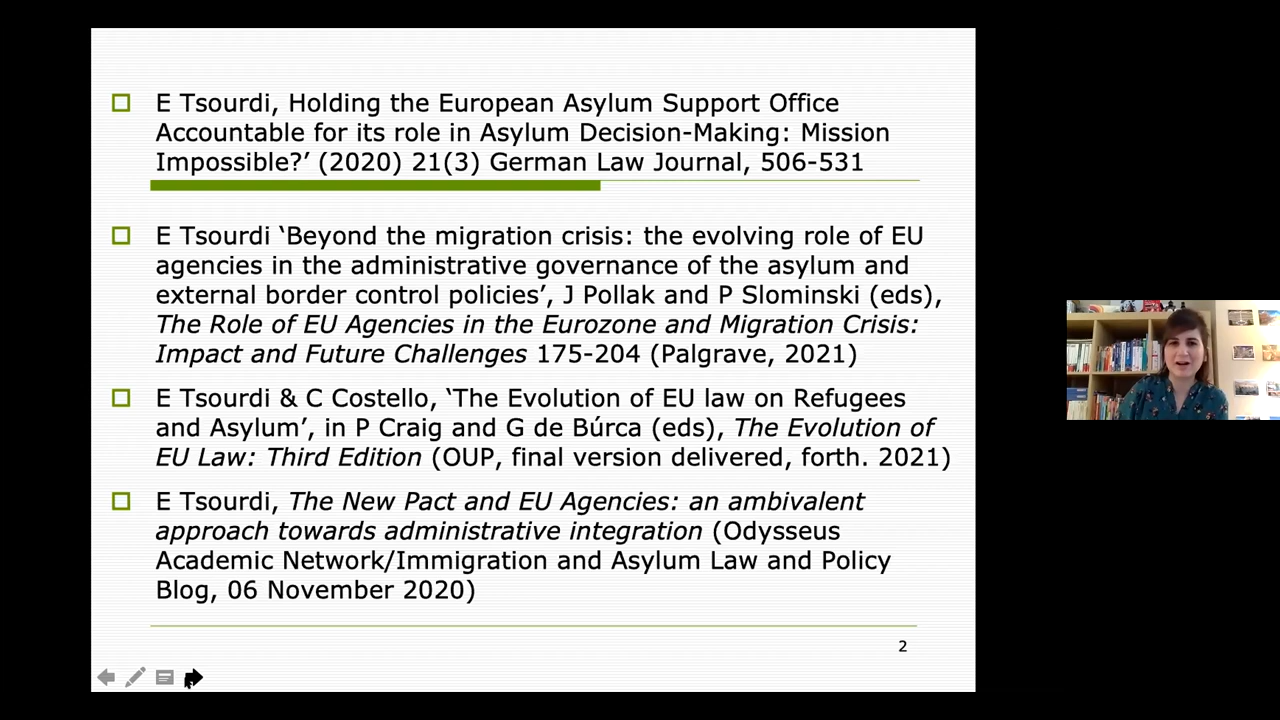 E Tsourdi, Holding the European Asylum Support Office
Accountable for its role in Asylum Decision-Making: Mission
Impossible?’ (2020) 21(3) German Law Journal, 506-531
E Tsourdi ‘Beyond the migration crisis: the evolving role of EU
agencies in the administrative governance of the asylum and
external border control policies’, J Pollak and P Slominski (eds),
The Role of EU Agencies in the Eurozone and Migration Crisis:
Impact and Future Challenges 175-204 (Palgrave, 2021)
E Tsourdi & C Costello, ‘The Evolution of EU law on Refugees
and Asylum’, in P Craig and G de Búrca (eds), The Evolution of
EU Law: Third Edition (OUP, final version delivered, forth. 2021)
E Tsourdi, The New Pact and EU Agencies: an ambivalent
approach towards administrative integration (Odysseus
Academic Network/Immigration and Asylum Law and Policy
Blog, 06 November 2020)
2